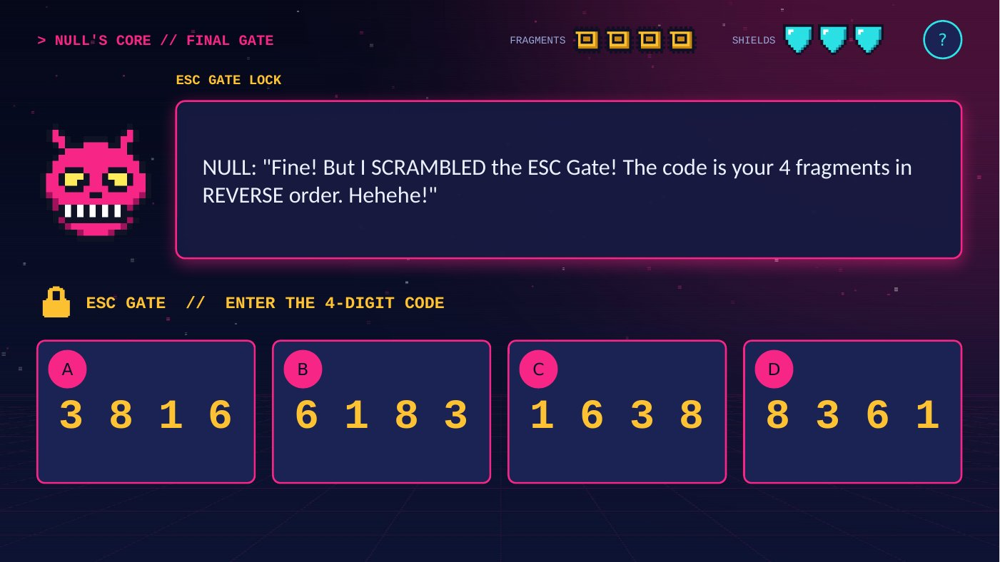 > NULL'S CORE // FINAL GATE
FRAGMENTS
SHIELDS
?
ESC GATE LOCK
NULL: "Fine! But I SCRAMBLED the ESC Gate! The code is your 4 fragments in
REVERSE order. Hehehe!"
ESC GATE // ENTER THE 4-DIGIT CODE
A
3 8 1 6
B
6 1 8 3
C
1 6 3 8
D
8 3 6 1